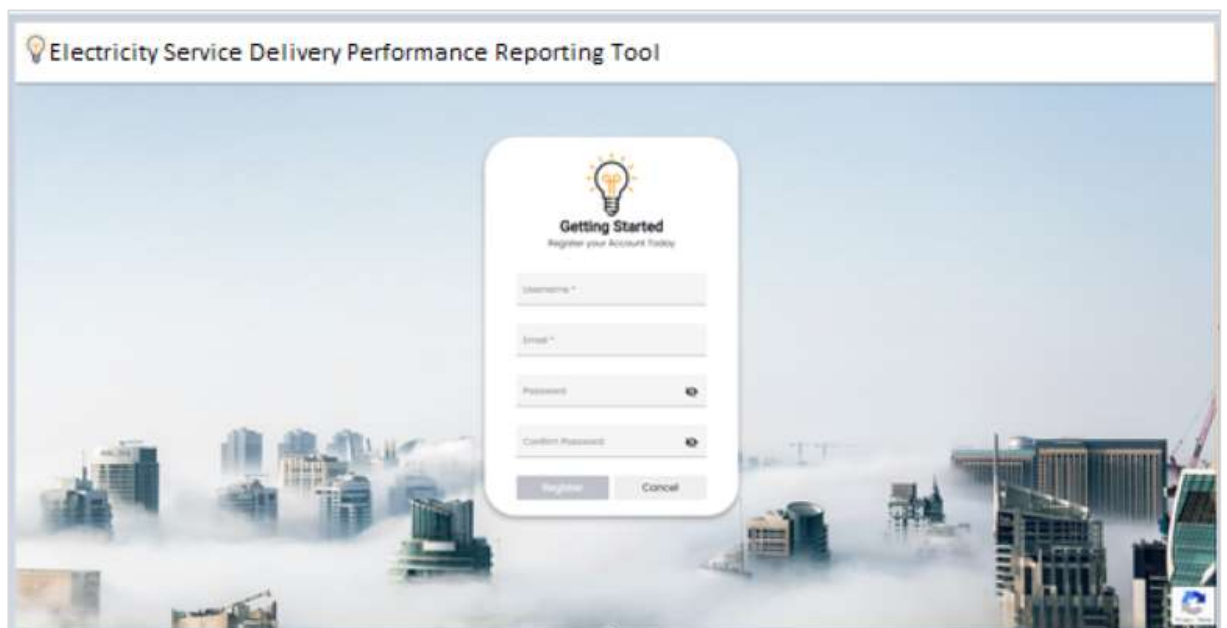 Electricity Service Delivery Performance Reporting Tool
Getting Started
Register your Account Today
Username *
Email *
Password
Confirm Password
Register Cancel